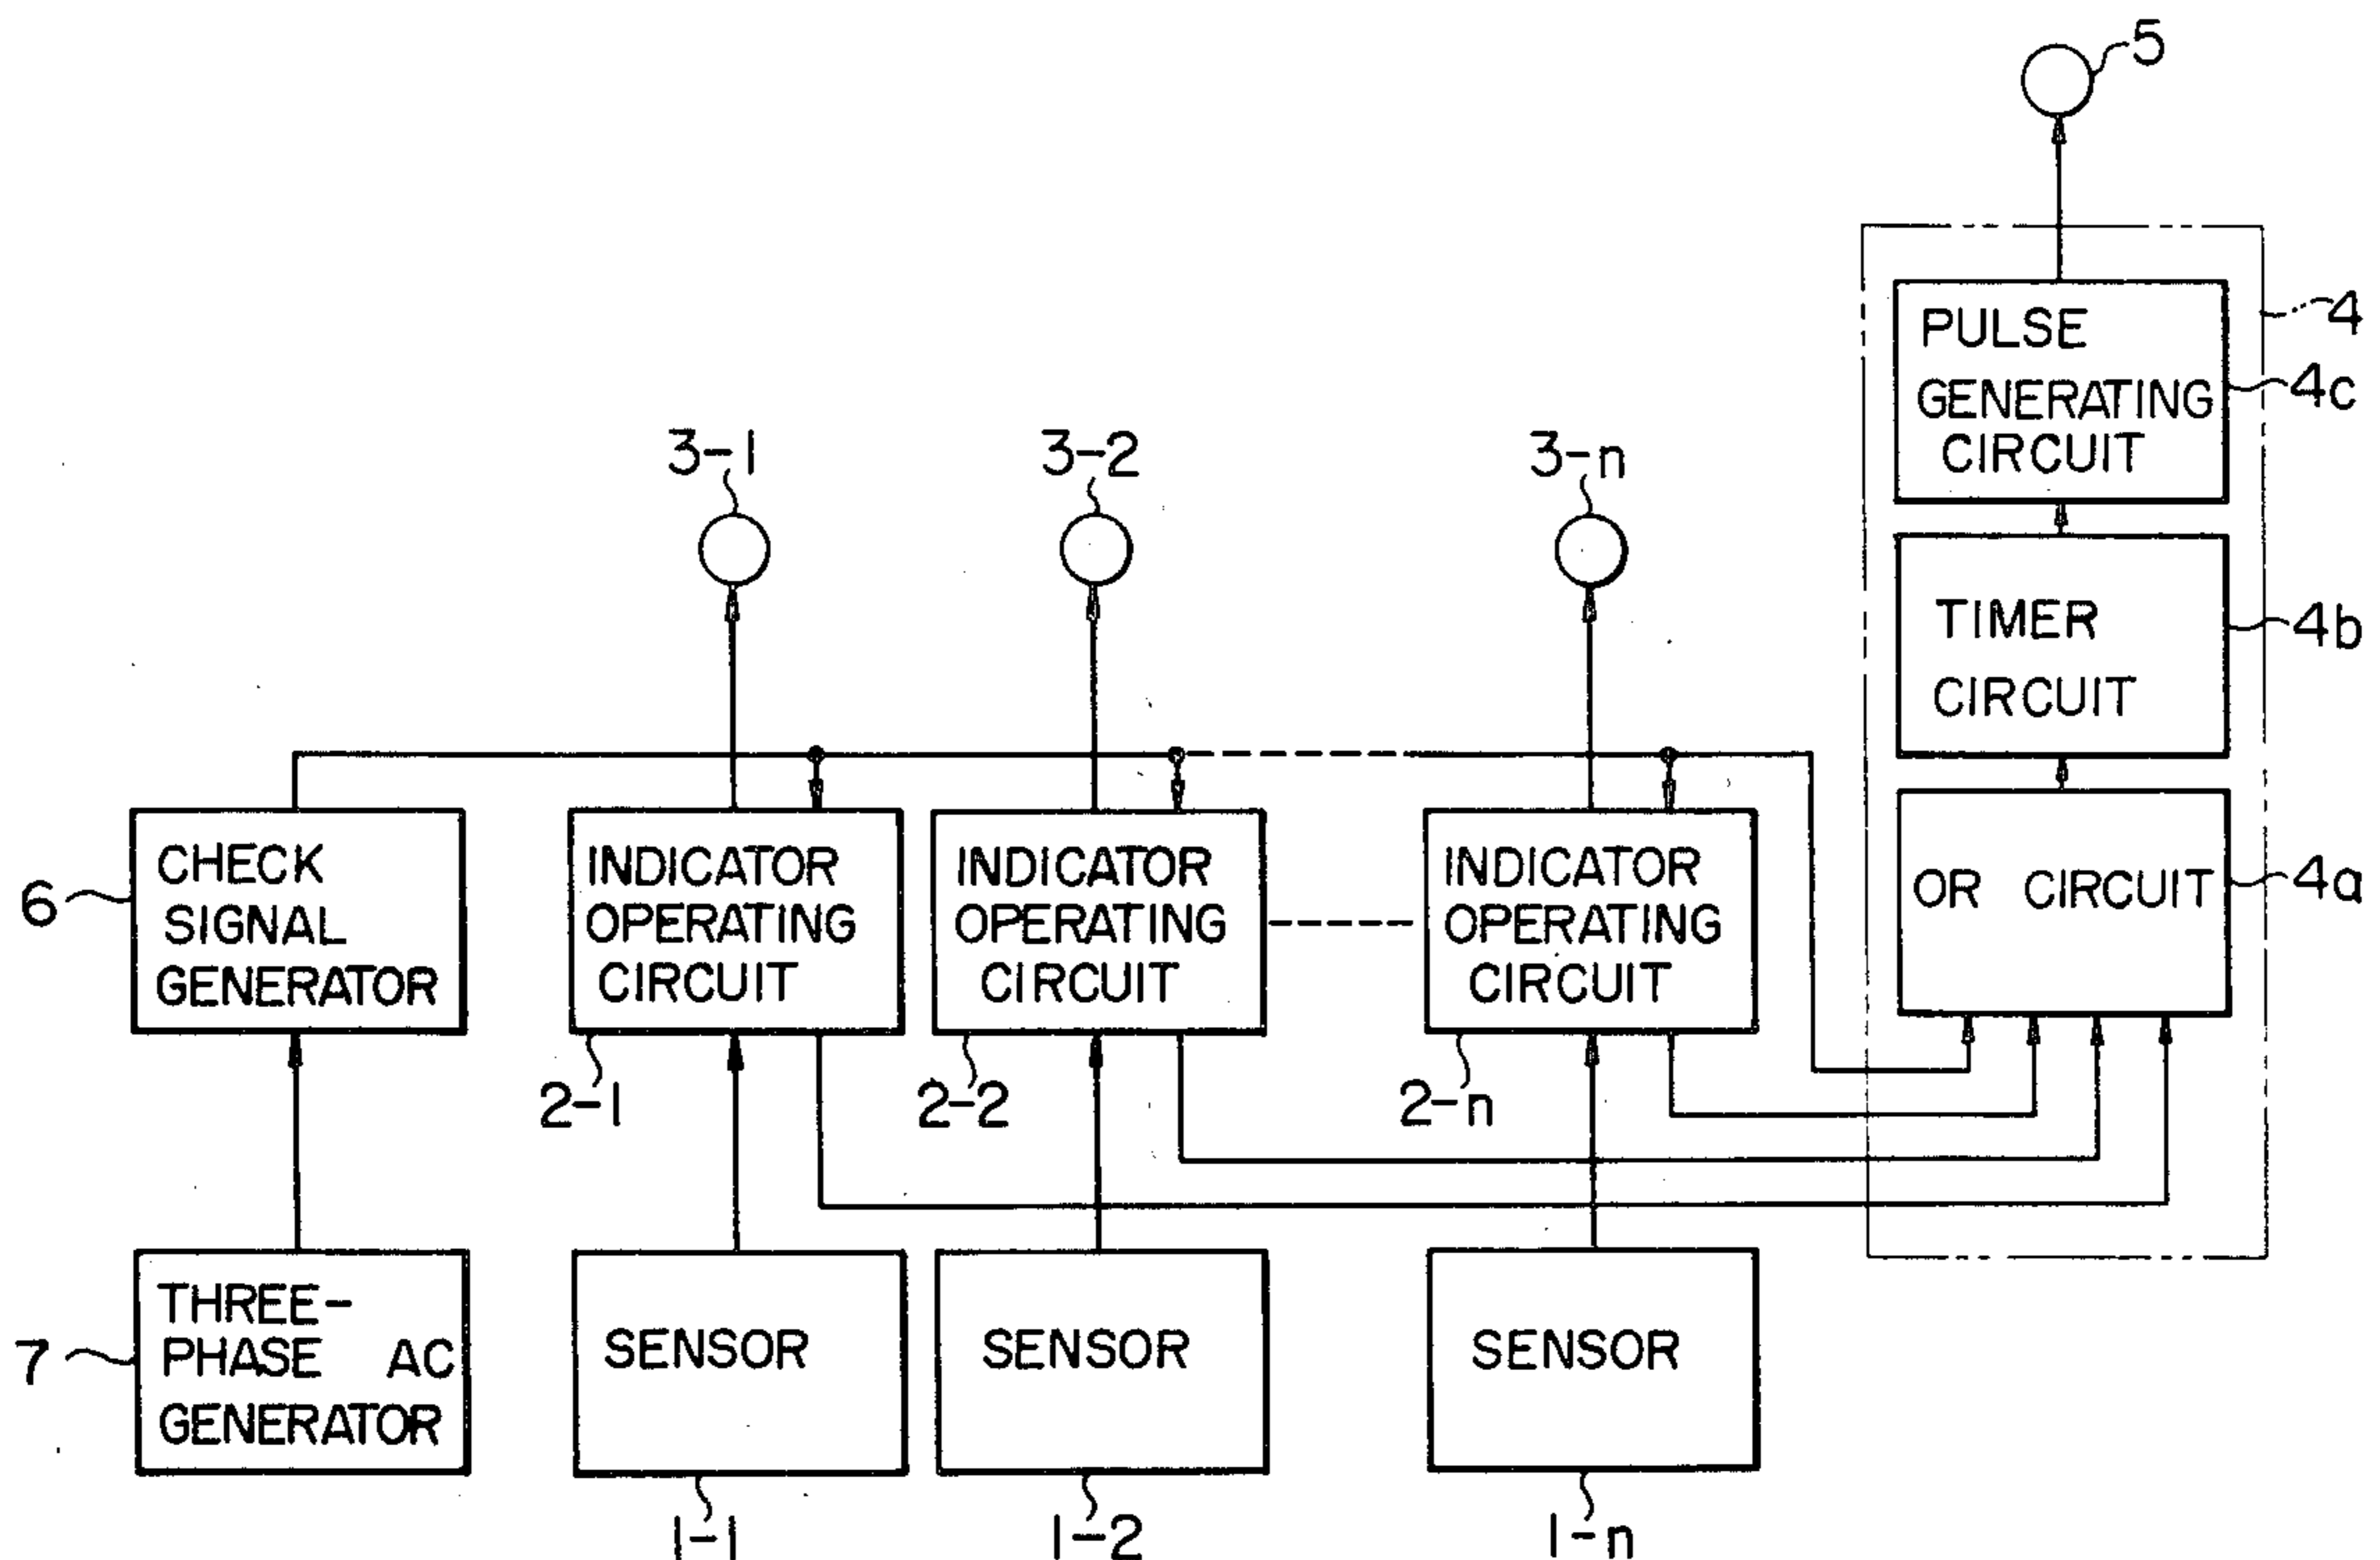 5
PULSE
GENERATING
CIRCUIT
4
4c
3-1
3-2
3-n
TIMER
CIRCUIT
4b
6
CHECK
SIGNAL
GENERATOR
INDICATOR
OPERATING
CIRCUIT
INDICATOR
OPERATING
CIRCUIT
INDICATOR
OPERATING
CIRCUIT
OR CIRCUIT
4a
2-1
2-2
2-n
7
THREE-
PHASE AC
GENERATOR
SENSOR
SENSOR
SENSOR
1-1
1-2
1-n